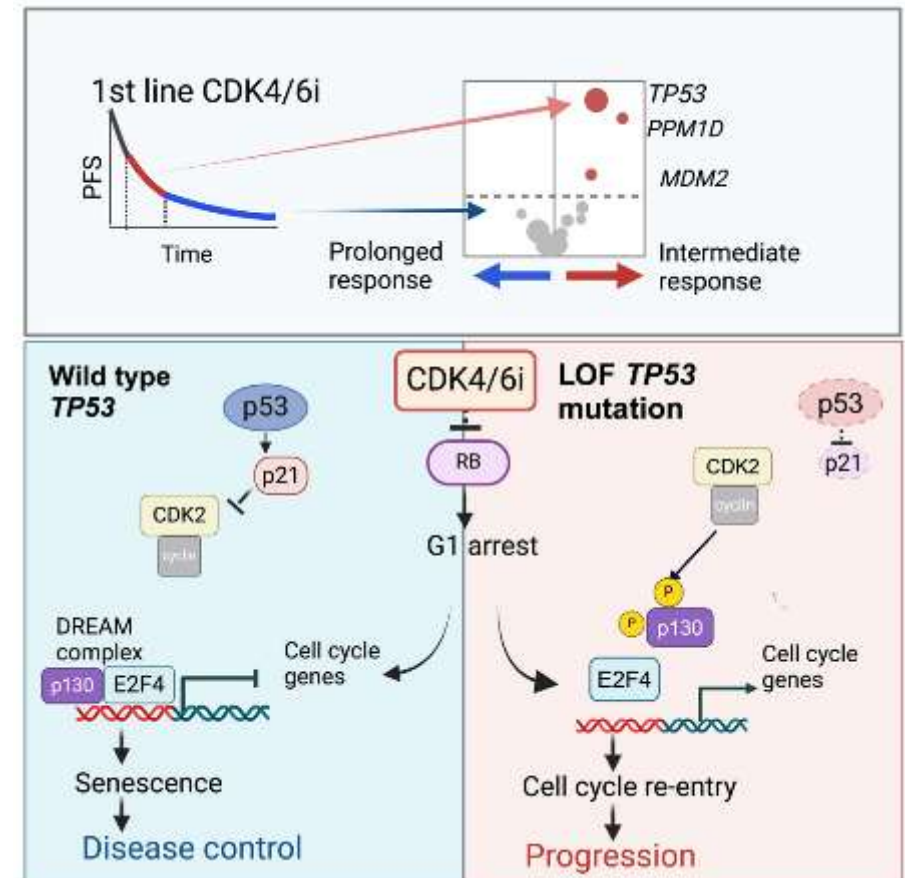 1st line CDK4/6i
PFS
Time
TP53
PPM1D
MDM2
Prolonged
response
Intermediate
response
Wild type
TP53
p53
p21
CDK2
cyclin
DREAM
complex
p130
E2F4
Cell cycle
genes
Senescence
Disease control
CDK4/6i
RB
G1 arrest
LOF TP53
mutation
p53
p21
CDK2
cyclin
P
P
p130
E2F4
Cell cycle
genes
Cell cycle re-entry
Progression